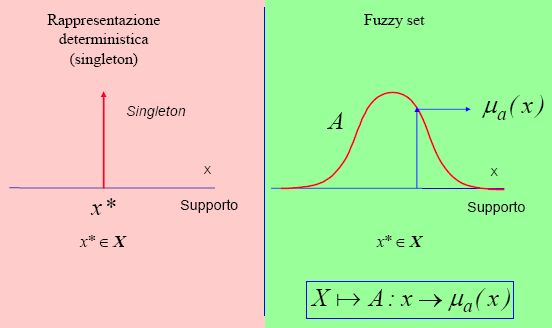 Rappresentazione
deterministica
(singleton)
Singleton
X
x*
Supporto
x* ∈ X
Fuzzy set
A
μₐ(x)
X
Supporto
x* ∈ X
X ↦ A : x → μₐ(x)